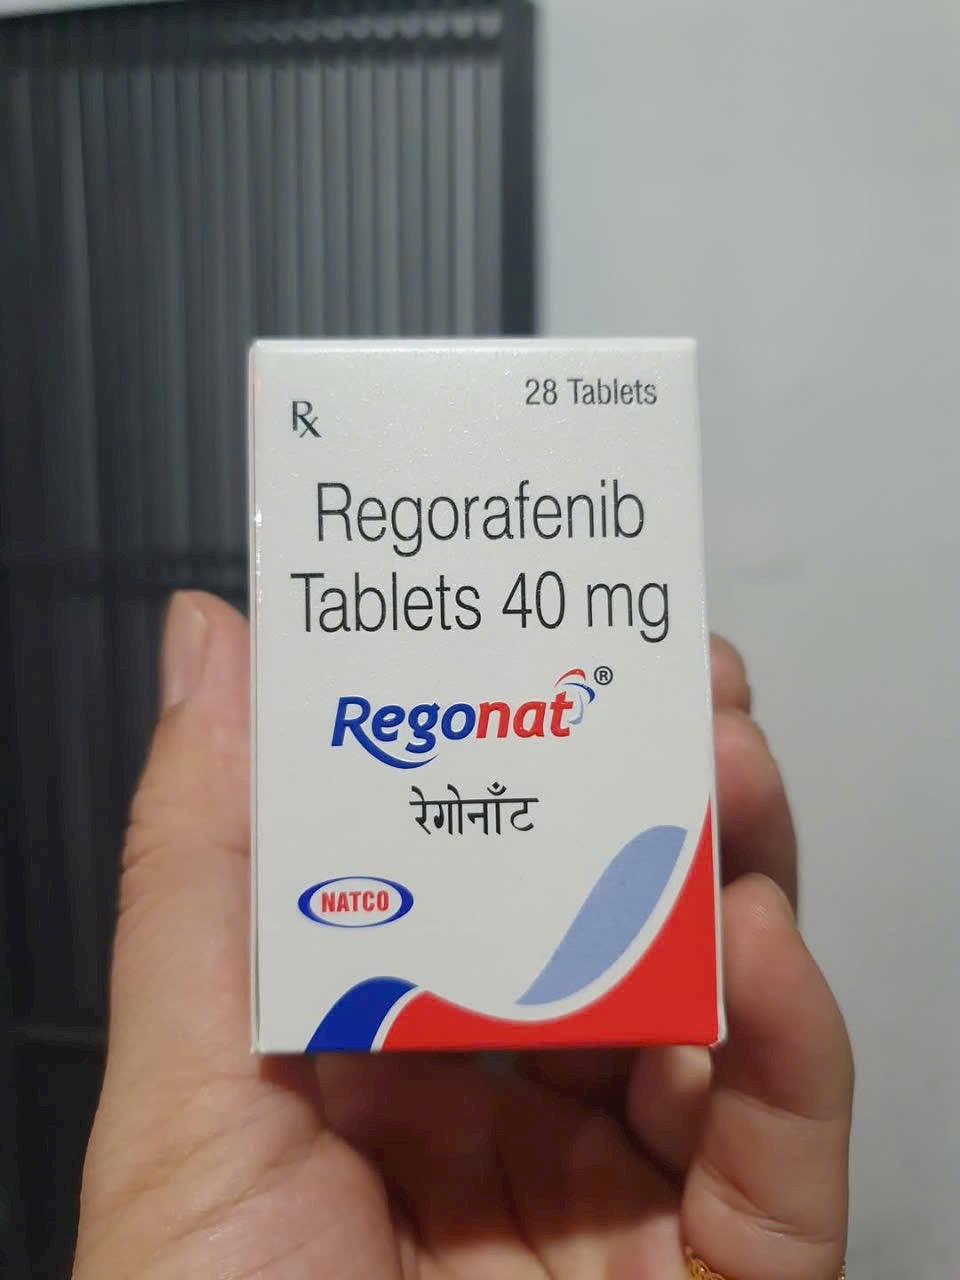 28 Tablets
Rx
Regorafenib
Tablets 40 mg
Regonat®
रेगोनाँट
NATCO